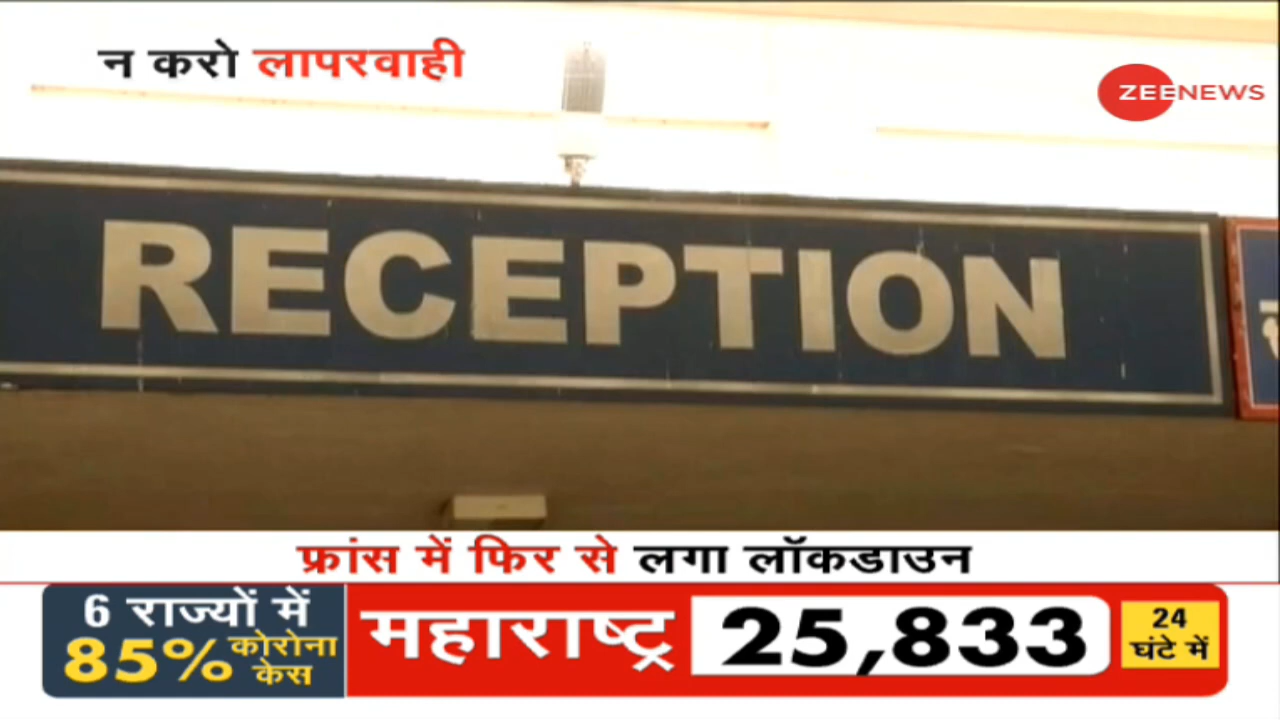 न करो लापरवाही
ZEENEWS
RECEPTION
फ्रांस में फिर से लगा लॉकडाउन
6 राज्यों में
85% कोरोना केस
महाराष्ट्र
25,833
24
घंटे में